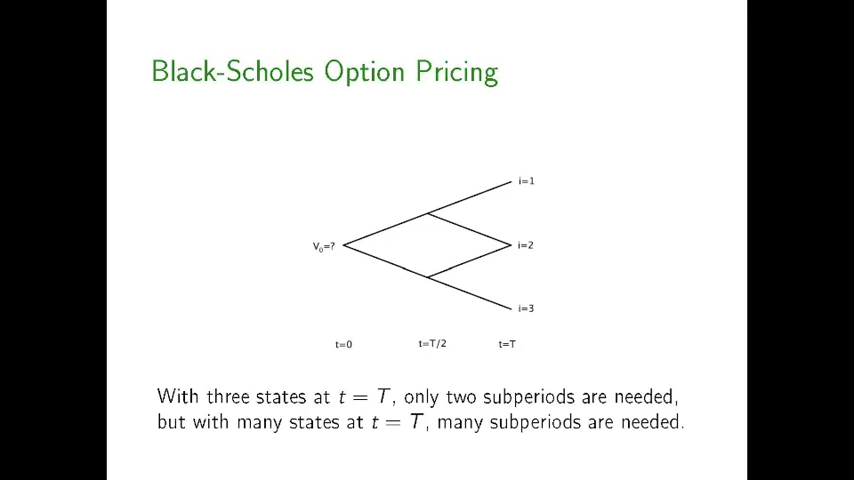 Black-Scholes Option Pricing
i=1
V₀=?
i=2
i=3
t=0 t=T/2 t=T
With three states at t = T, only two subperiods are needed,
but with many states at t = T, many subperiods are needed.